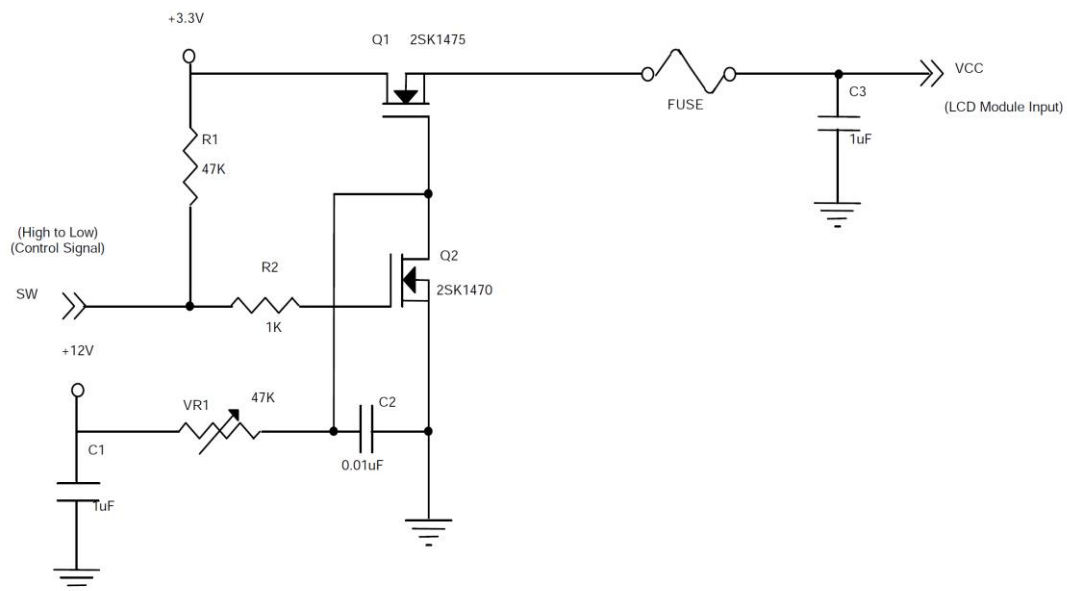 +3.3V
Q1 2SK1475
VCC
FUSE
C3
(LCD Module Input)
R1
1uF
47K
(High to Low)
(Control Signal)
R2
Q2
SW
2SK1470
1K
+12V
VR1
47K
C2
C1
0.01uF
1uF